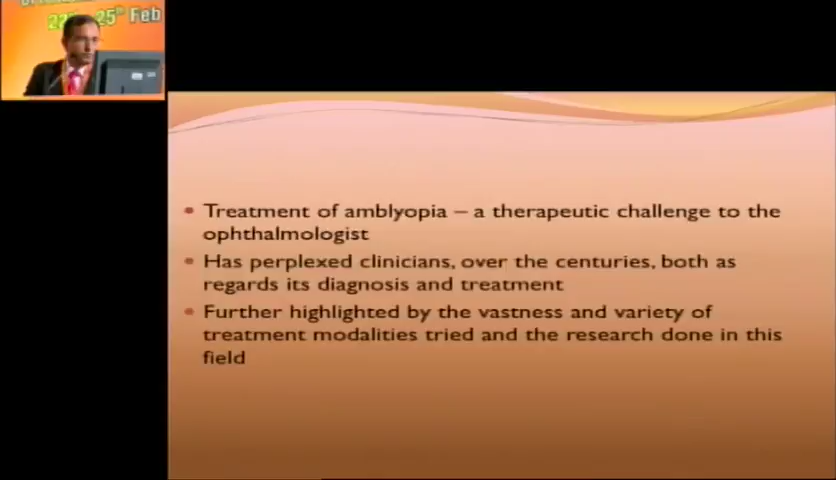 25th Feb
• Treatment of amblyopia – a therapeutic challenge to the
ophthalmologist
• Has perplexed clinicians, over the centuries, both as
regards its diagnosis and treatment
• Further highlighted by the vastness and variety of
treatment modalities tried and the research done in this
field